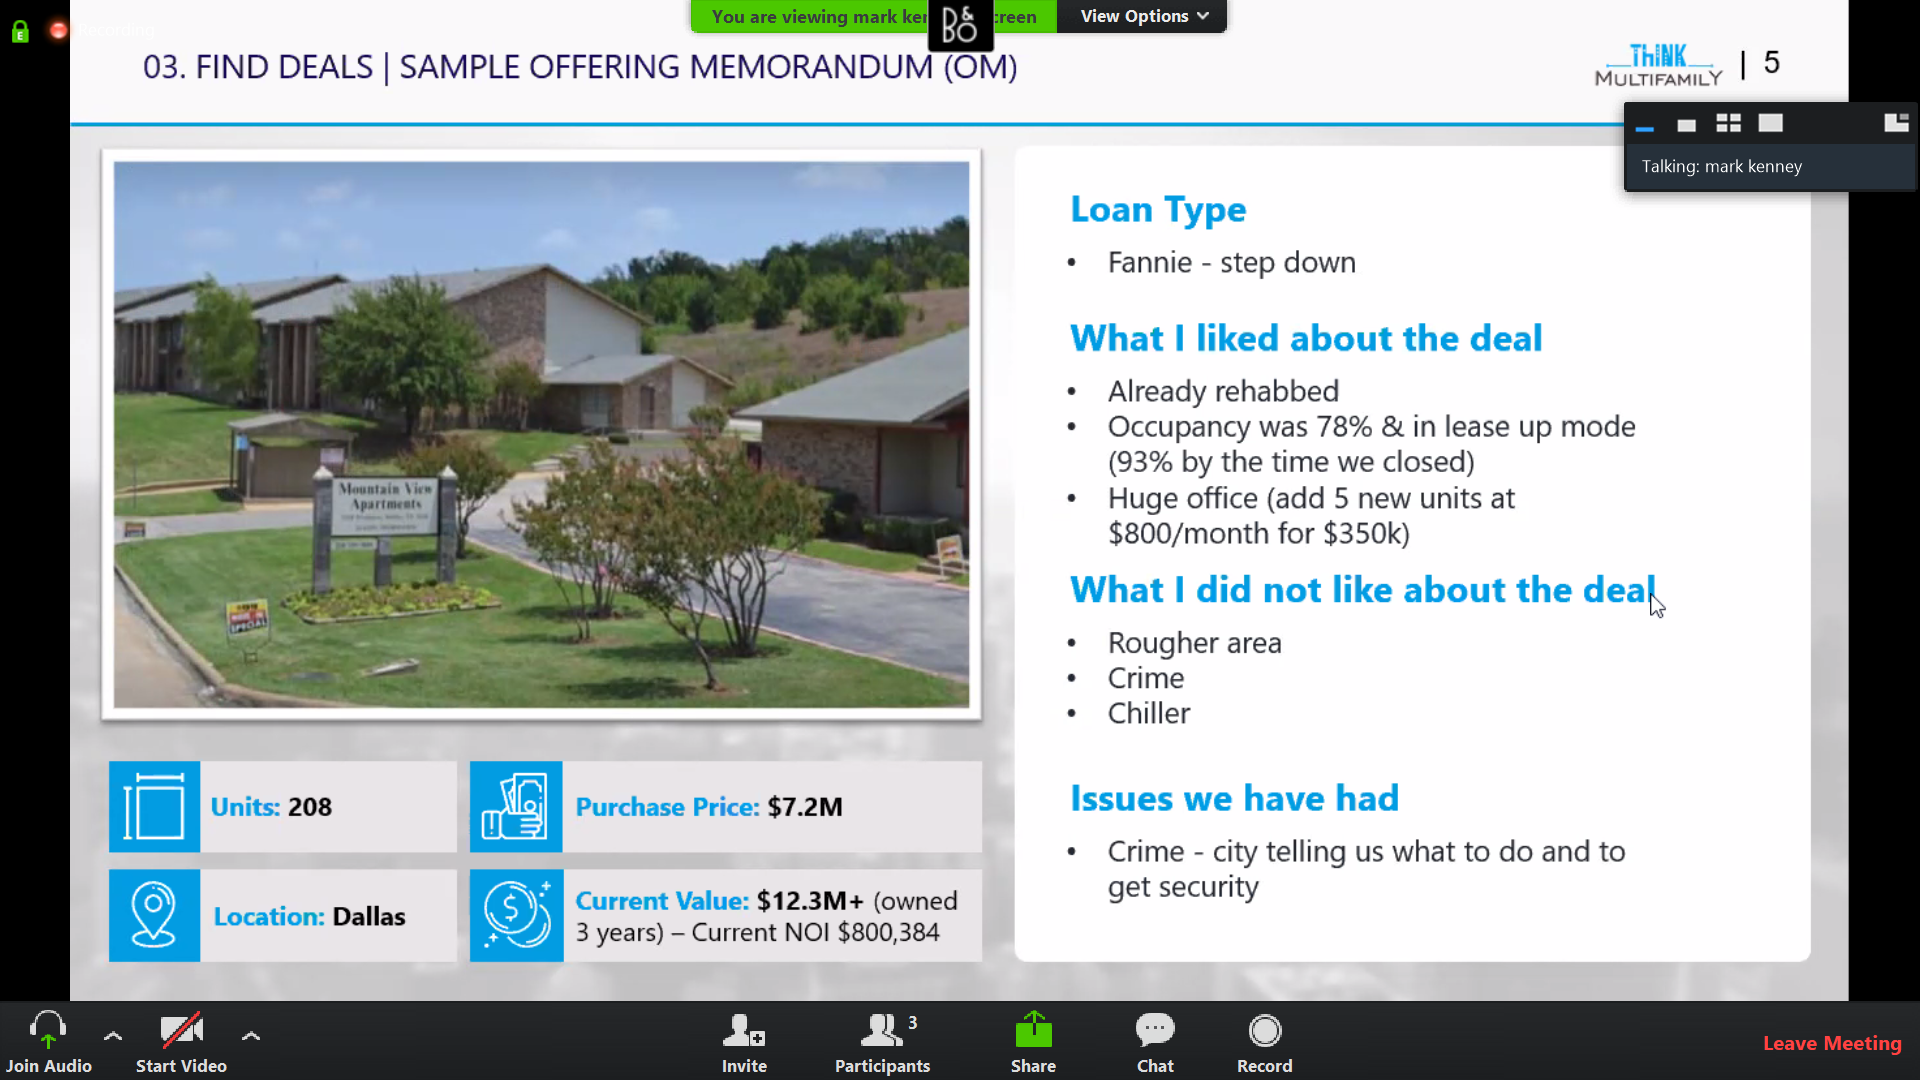 Recording
You are viewing mark ken
creen
View Options
B&O
03. FIND DEALS | SAMPLE OFFERING MEMORANDUM (OM)
THINK
MULTIFAMILY
| 5
Talking: mark kenney
Mountain View
Apartments
SPECIAL
Loan Type
• Fannie - step down
What I liked about the deal
• Already rehabbed
• Occupancy was 78% & in lease up mode
(93% by the time we closed)
• Huge office (add 5 new units at
$800/month for $350k)
What I did not like about the deal
• Rougher area
• Crime
• Chiller
Issues we have had
• Crime - city telling us what to do and to
get security
Units: 208
Purchase Price: $7.2M
Location: Dallas
Current Value: $12.3M+ (owned
3 years) – Current NOI $800,384
Join Audio
Start Video
Invite
Participants
3
Share
Chat
Record
Leave Meeting